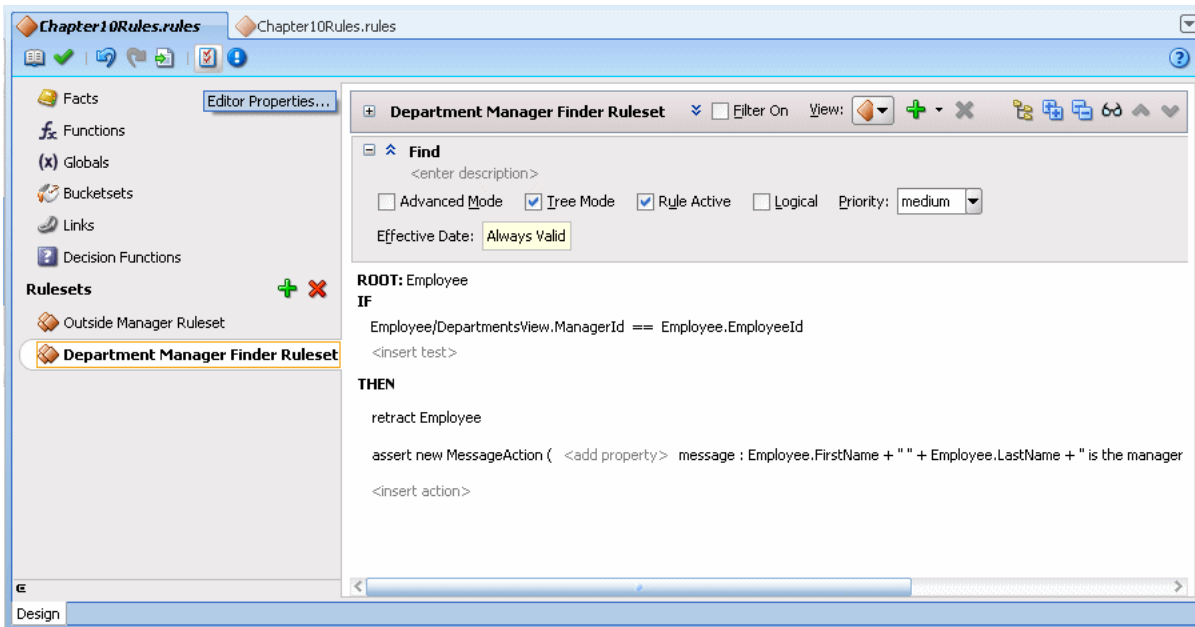 Chapter10Rules.rules
Chapter10Rules.rules
Facts
Editor Properties...
Functions
(x) Globals
Bucketsets
Links
Decision Functions
Rulesets
Outside Manager Ruleset
Department Manager Finder Ruleset
Department Manager Finder Ruleset
Filter On
View:
Find
<enter description>
Advanced Mode
Tree Mode
Rule Active
Logical
Priority:
medium
Effective Date:
Always Valid
ROOT: Employee
IF
Employee/DepartmentsView.ManagerId == Employee.EmployeeId
<insert test>
THEN
retract Employee
assert new MessageAction ( <add property> message : Employee.FirstName + " " + Employee.LastName + " is the manager
<insert action>
Design